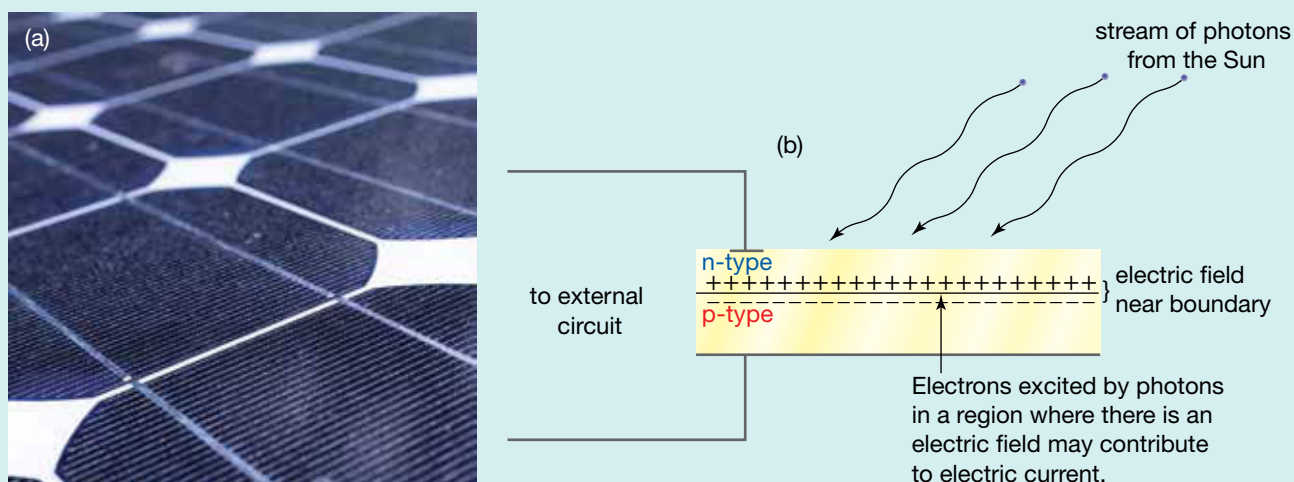 (a)
stream of photons
from the Sun
(b)
n-type
+++++++++++++++++++++
electric field
near boundary
p-type
to external
circuit
Electrons excited by photons
in a region where there is an
electric field may contribute
to electric current.